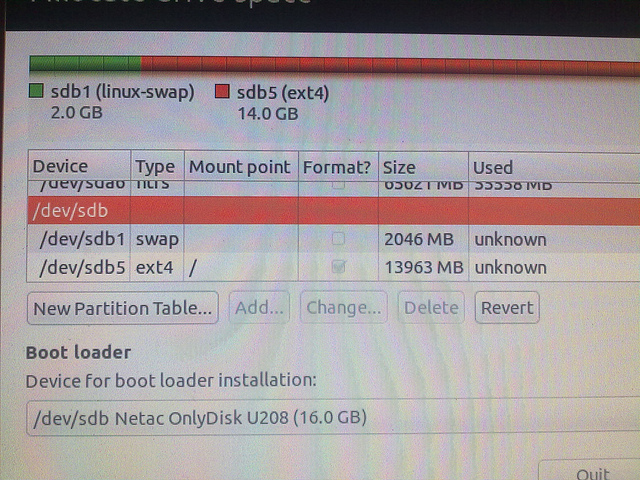 sdb1 (linux-swap) sdb5 (ext4)
2.0 GB 14.0 GB
Device Type Mount point Format? Size Used
/dev/sda6 ntfs 65621 MB 55558 MB
/dev/sdb
/dev/sdb1 swap 2046 MB unknown
/dev/sdb5 ext4 / 13963 MB unknown
New Partition Table... Add... Change... Delete Revert
Boot loader
Device for boot loader installation:
/dev/sdb Netac OnlyDisk U208 (16.0 GB)
Quit